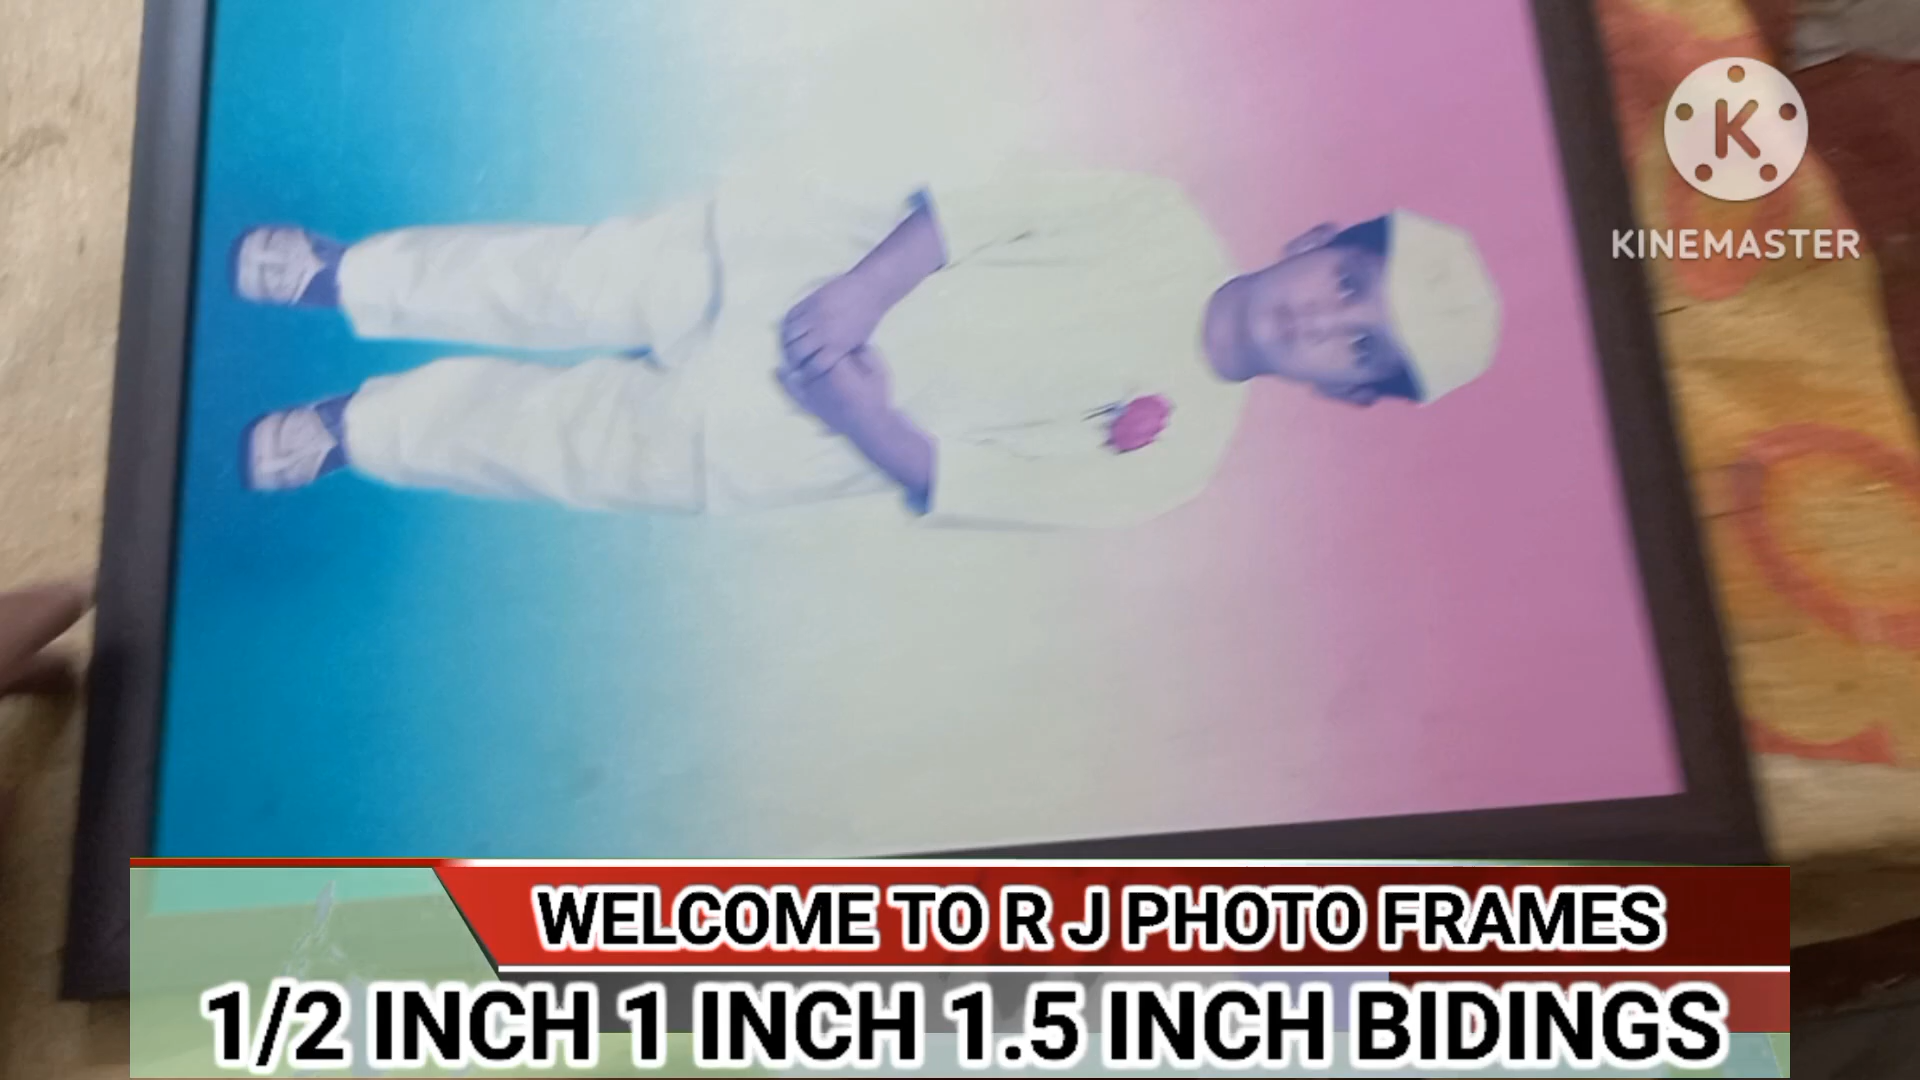 K
KINEMASTER
WELCOME TO R J PHOTO FRAMES
1/2 INCH 1 INCH 1.5 INCH BIDINGS